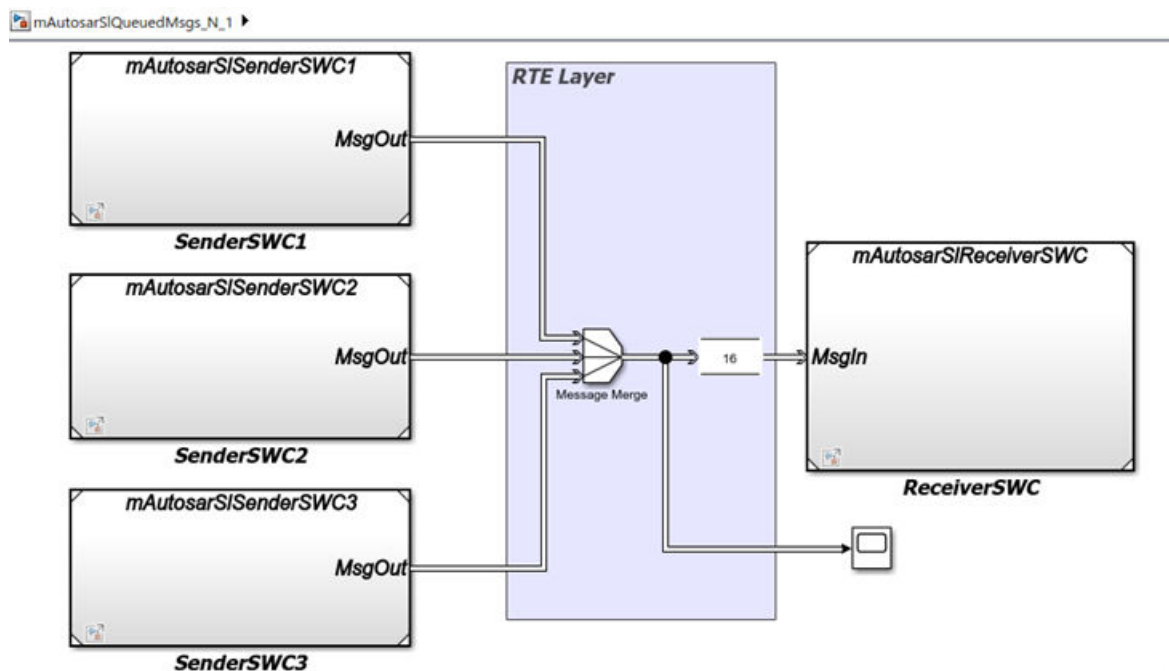 mAutosarSlQueuedMsgs_N_1
mAutosarSlSenderSWC1
MsgOut
SenderSWC1
mAutosarSlSenderSWC2
MsgOut
SenderSWC2
mAutosarSlSenderSWC3
MsgOut
SenderSWC3
RTE Layer
Message Merge
16
mAutosarSlReceiverSWC
MsgIn
ReceiverSWC